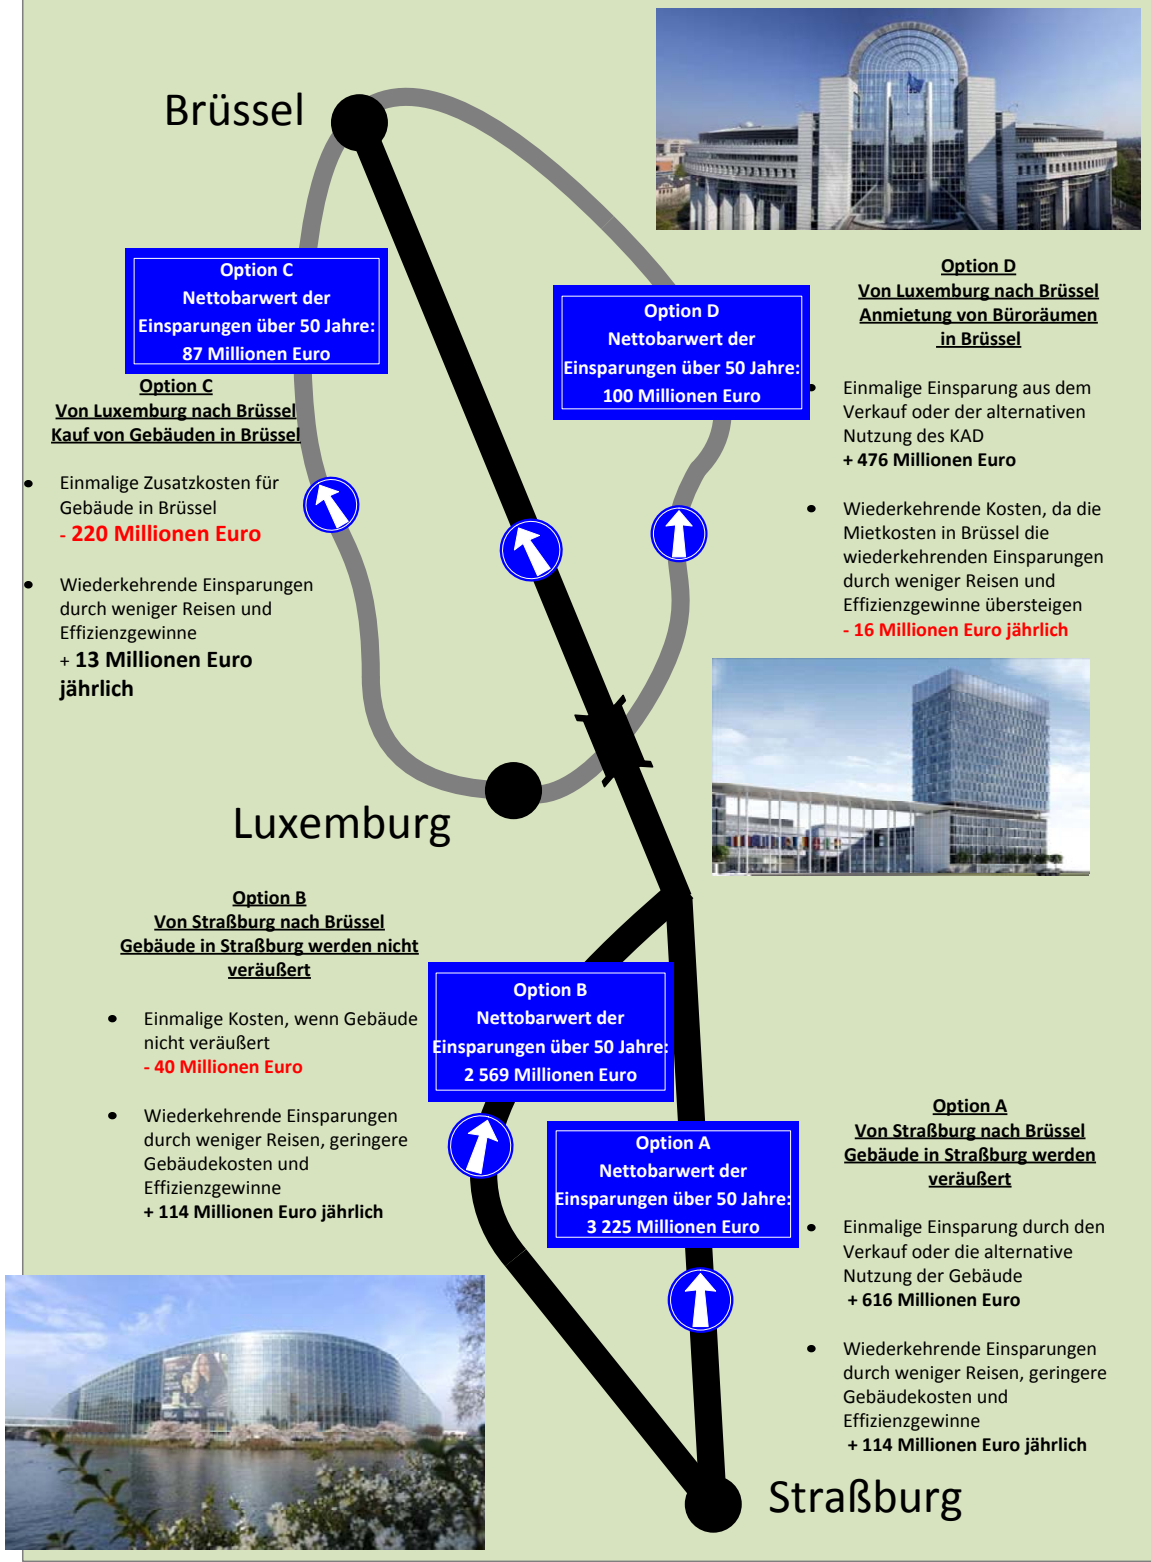 Brüssel
Option C
Nettobarwert der
Einsparungen über 50 Jahre:
87 Millionen Euro
Option C
Von Luxemburg nach Brüssel
Kauf von Gebäuden in Brüssel
• Einmalige Zusatzkosten für
Gebäude in Brüssel
- 220 Millionen Euro
• Wiederkehrende Einsparungen
durch weniger Reisen und
Effizienzgewinne
+ 13 Millionen Euro
jährlich
Option D
Nettobarwert der
Einsparungen über 50 Jahre:
100 Millionen Euro
Option D
Von Luxemburg nach Brüssel
Anmietung von Büroräumen
in Brüssel
• Einmalige Einsparung aus dem
Verkauf oder der alternativen
Nutzung des KAD
+ 476 Millionen Euro
• Wiederkehrende Kosten, da die
Mietkosten in Brüssel die
wiederkehrenden Einsparungen
durch weniger Reisen und
Effizienzgewinne übersteigen
- 16 Millionen Euro jährlich
Luxemburg
Option B
Von Straßburg nach Brüssel
Gebäude in Straßburg werden nicht
veräußert
• Einmalige Kosten, wenn Gebäude
nicht veräußert
- 40 Millionen Euro
• Wiederkehrende Einsparungen
durch weniger Reisen, geringere
Gebäudekosten und
Effizienzgewinne
+ 114 Millionen Euro jährlich
Option B
Nettobarwert der
Einsparungen über 50 Jahre:
2 569 Millionen Euro
Option A
Nettobarwert der
Einsparungen über 50 Jahre:
3 225 Millionen Euro
Option A
Von Straßburg nach Brüssel
Gebäude in Straßburg werden
veräußert
• Einmalige Einsparung durch den
Verkauf oder die alternative
Nutzung der Gebäude
+ 616 Millionen Euro
• Wiederkehrende Einsparungen
durch weniger Reisen, geringere
Gebäudekosten und
Effizienzgewinne
+ 114 Millionen Euro jährlich
Straßburg